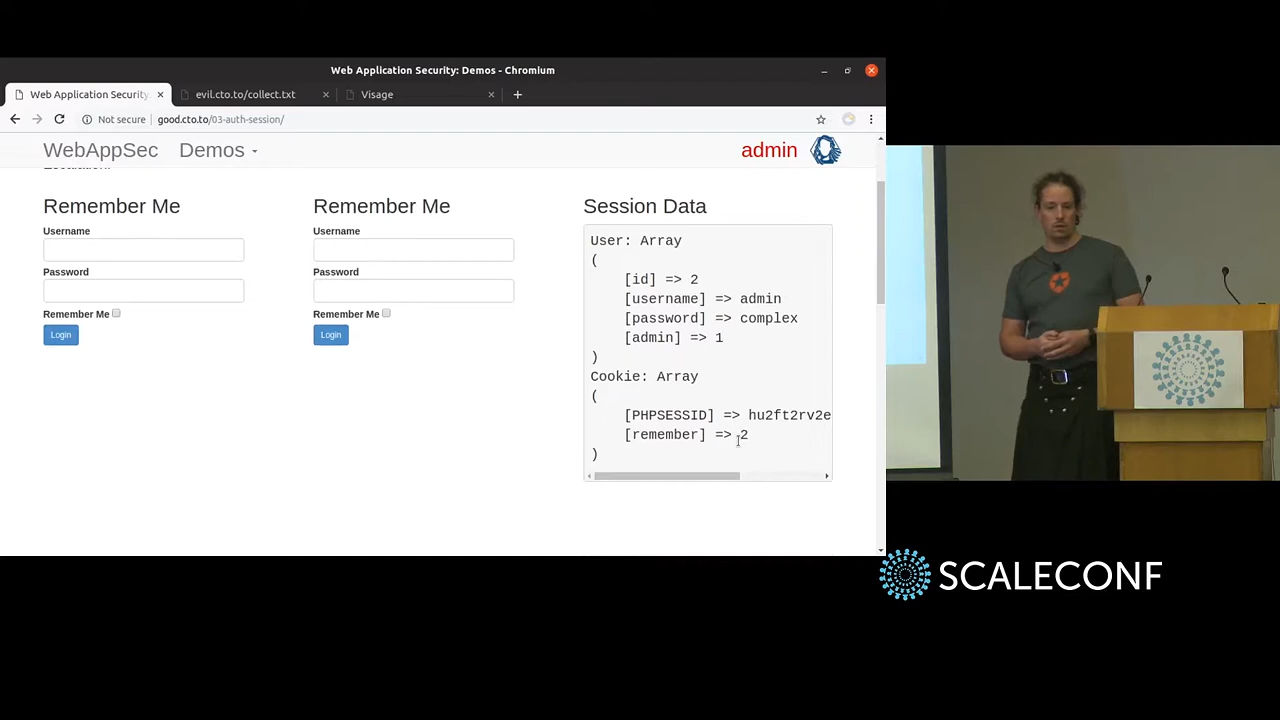 Web Application Security: Demos - Chromium
Web Application Security:
evil.cto.to/collect.txt
Visage
Not secure
good.cto.to/03-auth-session/
WebAppSec
Demos
admin
Remember Me
Username
Password
Remember Me
Login
Remember Me
Username
Password
Remember Me
Login
Session Data
User: Array
(
[id] => 2
[username] => admin
[password] => complex
[admin] => 1
)
Cookie: Array
(
[PHPSESSID] => hu2ft2rv2e
[remember] => 2
)
SCALECONF